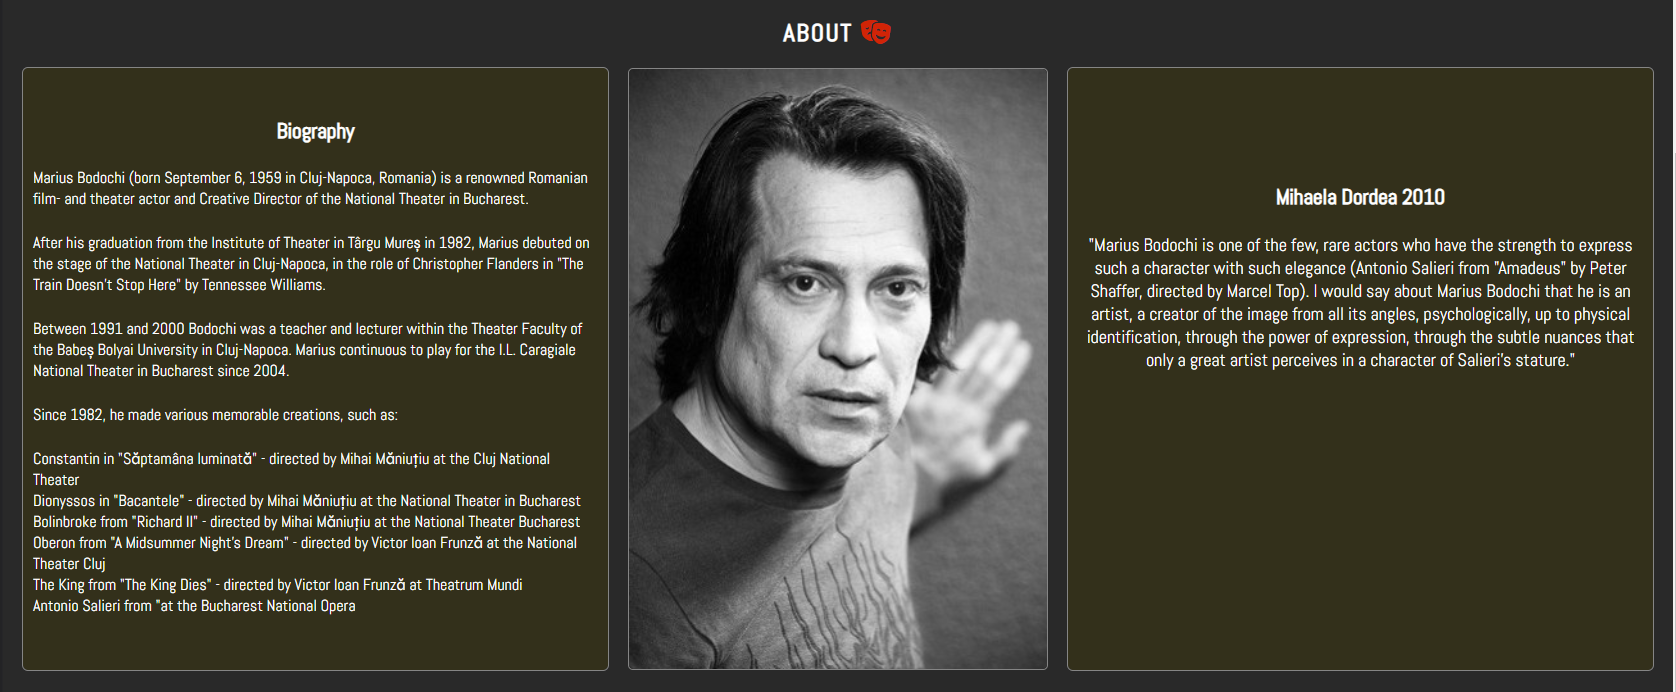 ABOUT
Biography
Marius Bodochi (born September 6, 1959 in Cluj-Napoca, Romania) is a renowned Romanian
film- and theater actor and Creative Director of the National Theater in Bucharest.
After his graduation from the Institute of Theater in Târgu Mureș in 1982, Marius debuted on
the stage of the National Theater in Cluj-Napoca, in the role of Christopher Flanders in "The
Train Doesn't Stop Here" by Tennessee Williams.
Between 1991 and 2000 Bodochi was a teacher and lecturer within the Theater Faculty of
the Babeș Bolyai University in Cluj-Napoca. Marius continuous to play for the I.L. Caragiale
National Theater in Bucharest since 2004.
Since 1982, he made various memorable creations, such as:
Constantin in "Săptamâna luminată" - directed by Mihai Măniuțiu at the Cluj National
Theater
Dionyssos in "Bacantele" - directed by Mihai Măniuțiu at the National Theater in Bucharest
Bolinbroke from "Richard II" - directed by Mihai Măniuțiu at the National Theater Bucharest
Oberon from "A Midsummer Night's Dream" - directed by Victor Ioan Frunză at the National
Theater Cluj
The King from "The King Dies" - directed by Victor Ioan Frunză at Theatrum Mundi
Antonio Salieri from "at the Bucharest National Opera
Mihaela Dordea 2010
"Marius Bodochi is one of the few, rare actors who have the strength to express
such a character with such elegance (Antonio Salieri from "Amadeus" by Peter
Shaffer, directed by Marcel Top). I would say about Marius Bodochi that he is an
artist, a creator of the image from all its angles, psychologically, up to physical
identification, through the power of expression, through the subtle nuances that
only a great artist perceives in a character of Salieri's stature."